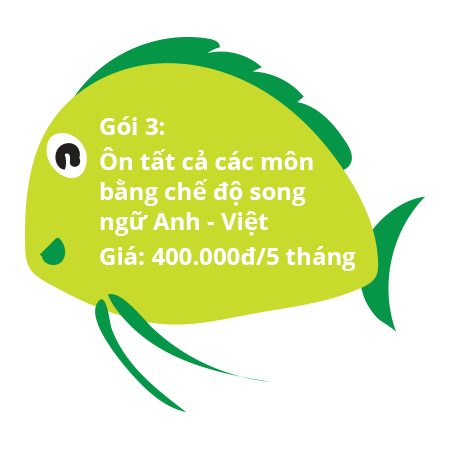 Gói 3:
Ôn tất cả các môn
bằng chế độ song
ngữ Anh - Việt
Giá: 400.000đ/5 tháng